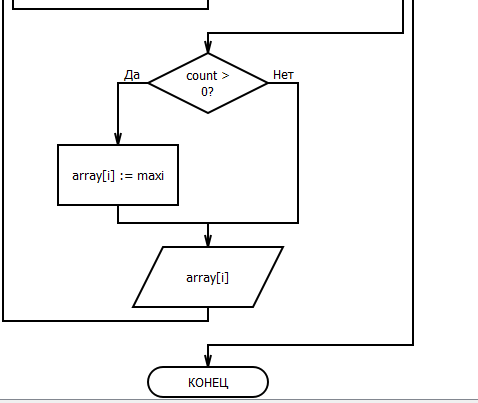 Да
count >
0?
Нет
array[i] := maxi
array[i]
КОНЕЦ